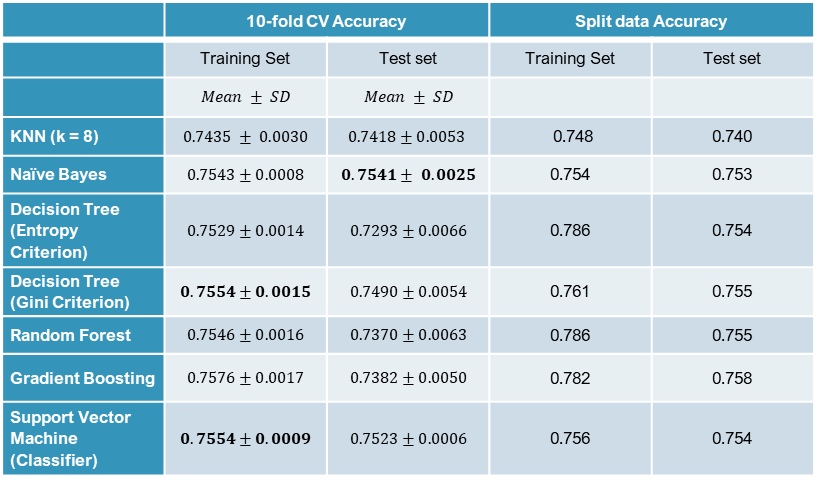 10-fold CV Accuracy Split data Accuracy
Training Set Test set Training Set Test set
Mean ± SD Mean ± SD
KNN (k = 8) 0.7435 ± 0.0030 0.7418 ± 0.0053 0.748 0.740
Naïve Bayes 0.7543 ± 0.0008 0.7541 ± 0.0025 0.754 0.753
Decision Tree
(Entropy 0.7529 ± 0.0014 0.7293 ± 0.0066 0.786 0.754
Criterion)
Decision Tree
(Gini Criterion) 0.7554 ± 0.0015 0.7490 ± 0.0054 0.761 0.755
Random Forest 0.7546 ± 0.0016 0.7370 ± 0.0063 0.786 0.755
Gradient Boosting 0.7576 ± 0.0017 0.7382 ± 0.0050 0.782 0.758
Support Vector
Machine 0.7554 ± 0.0009 0.7523 ± 0.0006 0.756 0.754
(Classifier)